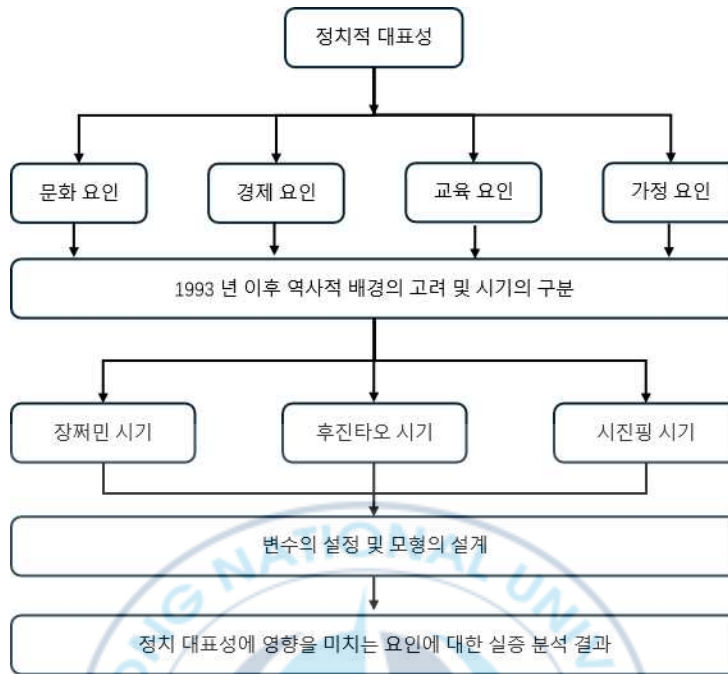 정치적 대표성
문화 요인
경제 요인
교육 요인
가정 요인
1993 년 이후 역사적 배경의 고려 및 시기의 구분
장쩌민 시기
후진타오 시기
시진핑 시기
변수의 설정 및 모형의 설계
정치 대표성에 영향을 미치는 요인에 대한 실증 분석 결과
ONG NATIONAL UNIV